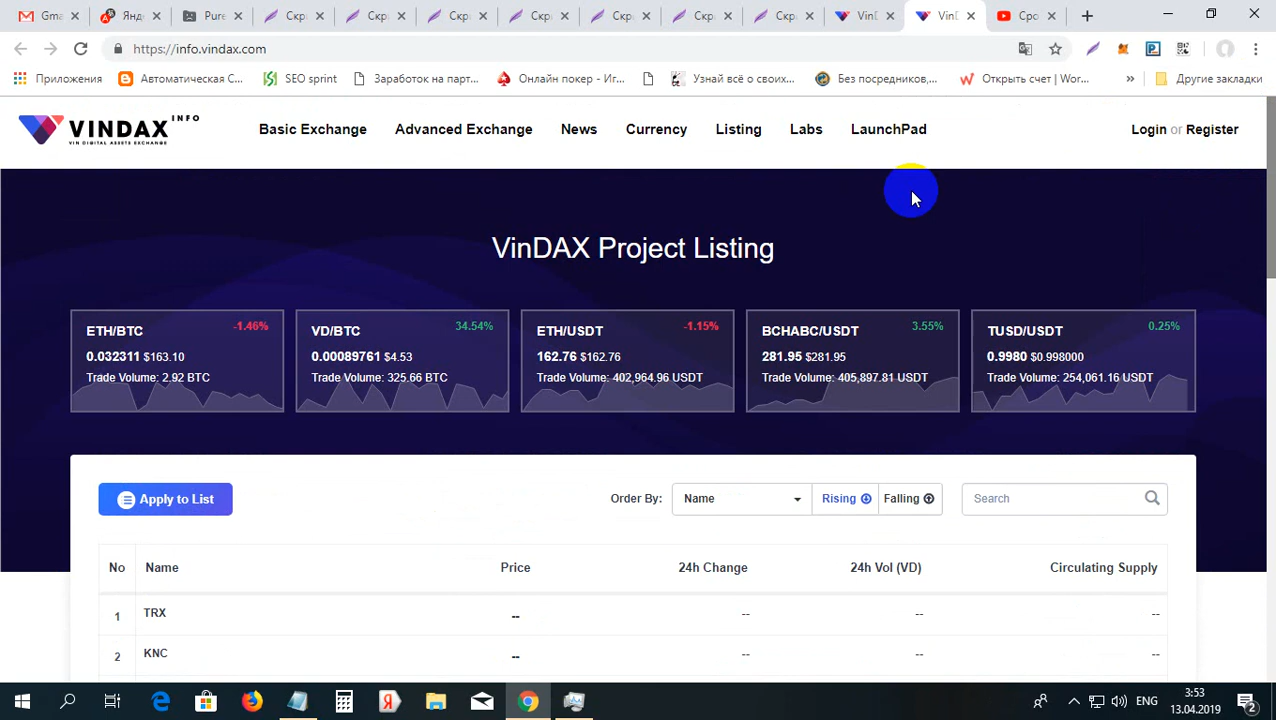 Gma
Янд
Pure
Скр
Скр
Скр
Скр
Скр
Скр
Скр
VinD
VinD
Спо
https://info.vindax.com
Приложения
Автоматическая С...
SEO sprint
Заработок на парт...
Онлайн покер - Иг...
Узнай всё о своих...
Без посредников,...
Открыть счет | Wor...
»
Другие закладки
VINDAX INFO
VIN DIGITAL ASSETS EXCHANGE
Basic Exchange
Advanced Exchange
News
Currency
Listing
Labs
LaunchPad
Login or Register
VinDAX Project Listing
ETH/BTC -1.46%
0.032311 $163.10
Trade Volume: 2.92 BTC
VD/BTC 34.54%
0.00089761 $4.53
Trade Volume: 325.66 BTC
ETH/USDT -1.15%
162.76 $162.76
Trade Volume: 402,964.96 USDT
BCHABC/USDT 3.55%
281.95 $281.95
Trade Volume: 405,897.81 USDT
TUSD/USDT 0.25%
0.9980 $0.998000
Trade Volume: 254,061.16 USDT
Apply to List
Order By: Name Rising Falling Search
No Name Price 24h Change 24h Vol (VD) Circulating Supply
1 TRX -- -- -- --
2 KNC -- -- -- --
ENG
3:53
13.04.2019
2